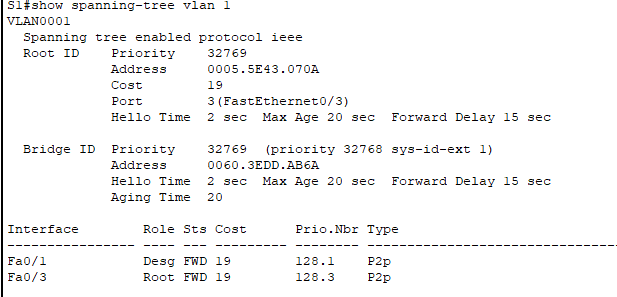 S1#show spanning-tree vlan 1
VLAN0001
  Spanning tree enabled protocol ieee
  Root ID    Priority    32769
             Address     0005.5E43.070A
             Cost        19
             Port        3(FastEthernet0/3)
             Hello Time  2 sec  Max Age 20 sec  Forward Delay 15 sec

  Bridge ID  Priority    32769  (priority 32768 sys-id-ext 1)
             Address     0060.3EDD.AB6A
             Hello Time  2 sec  Max Age 20 sec  Forward Delay 15 sec
             Aging Time  20

Interface        Role Sts Cost      Prio.Nbr Type
---------------- ---- --- --------- -------- --------------------------------
Fa0/1            Desg FWD 19        128.1    P2p
Fa0/3            Root FWD 19        128.3    P2p